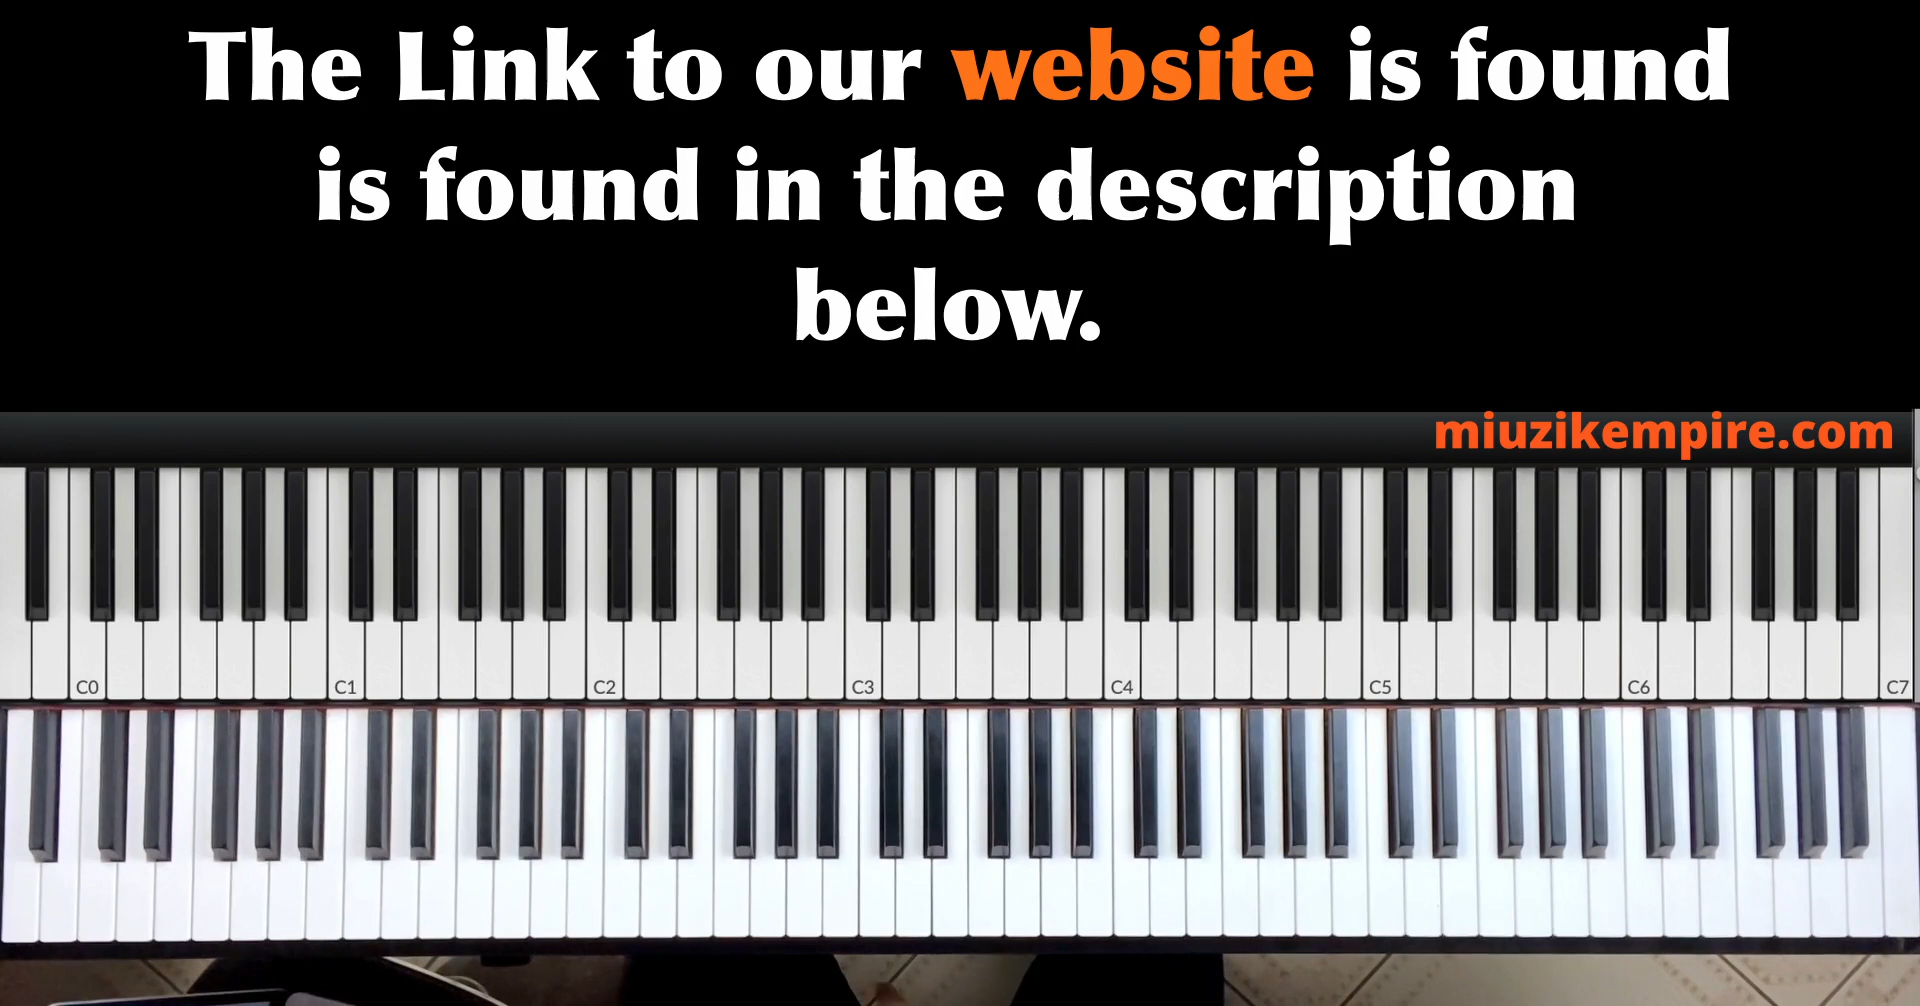 The Link to our website is found
is found in the description
below.
miuzikempire.com
C0 C1 C2 C3 C4 C5 C6 C7